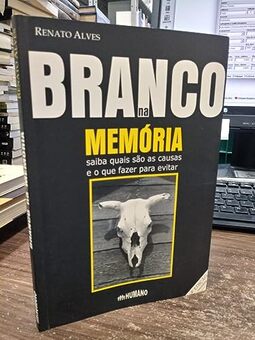 RENATO ALVES
BRANCO
na
MEMÓRIA
saiba quais são as causas
e o que fazer para evitar
HUMANO